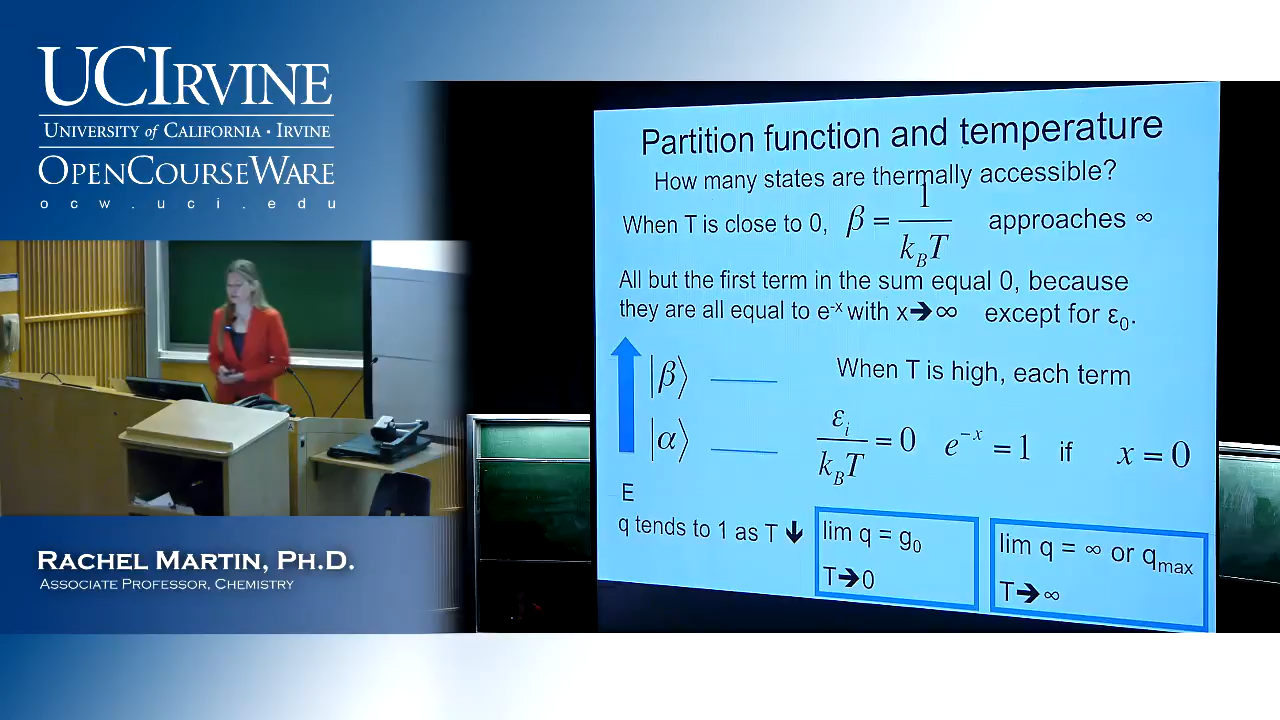 UCIRVINE
UNIVERSITY of CALIFORNIA · IRVINE
OPENCOURSEWARE
ocw.uci.edu
Partition function and temperature
How many states are thermally accessible?
When T is close to 0, β = 1/k_BT approaches ∞
All but the first term in the sum equal 0, because
they are all equal to e^-x with x→∞ except for ε₀.
|β⟩ When T is high, each term
|α⟩ ε_i/k_BT = 0 e^-x = 1 if x = 0
E
q tends to 1 as T ↓
lim q = g₀
T→0
lim q = ∞ or q_max
T→∞
RACHEL MARTIN, PH.D.
ASSOCIATE PROFESSOR, CHEMISTRY